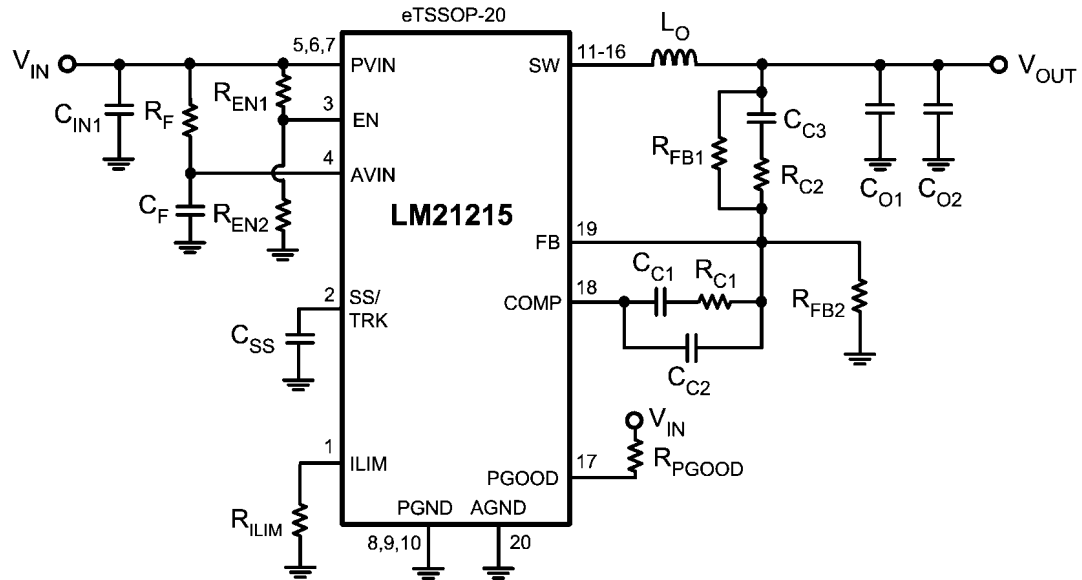 eTSSOP-20
V_IN
5,6,7
PVIN
SW
11-16
L_O
V_OUT
C_IN1
R_F
R_EN1
3
EN
4
AVIN
C_F
R_EN2
LM21215
R_FB1
C_C3
R_C2
C_O1
C_O2
FB
19
C_C1
R_C1
COMP
18
R_FB2
C_C2
2
SS/
TRK
C_SS
1
ILIM
R_ILIM
V_IN
R_PGOOD
PGOOD
17
PGND
AGND
8,9,10
20